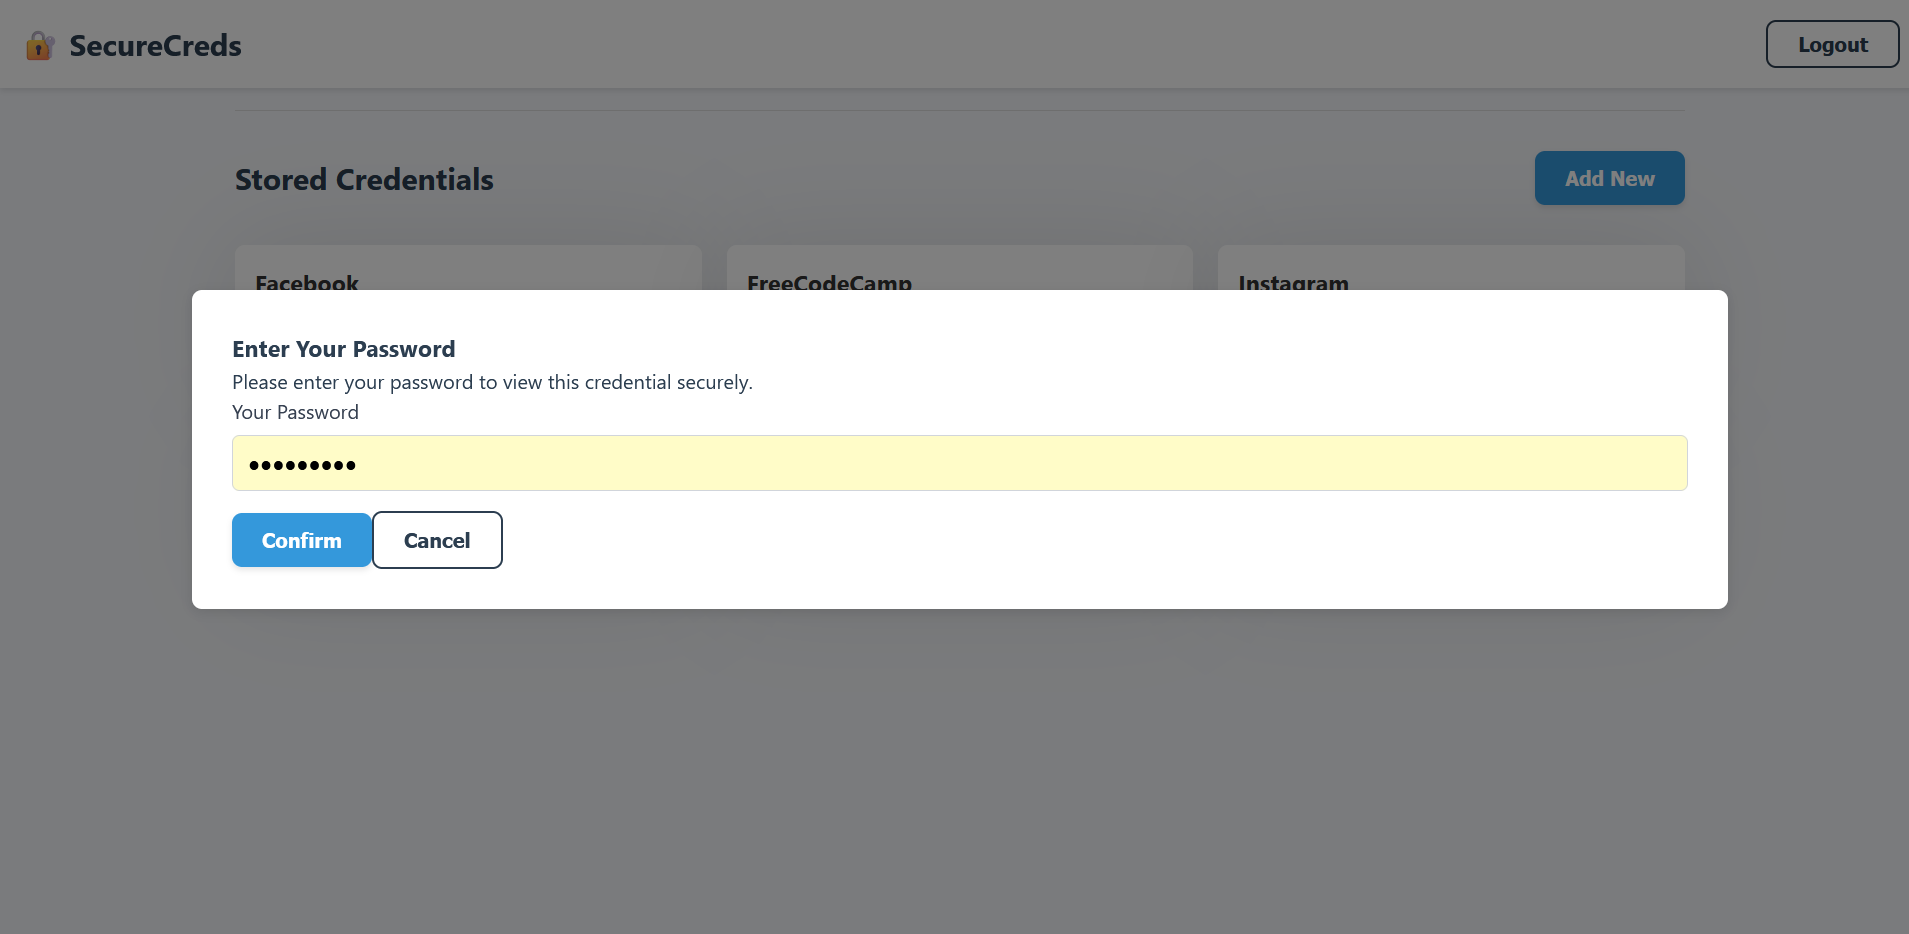 SecureCreds
Logout
Stored Credentials
Add New
Facebook
FreeCodeCamp
Instagram
Enter Your Password
Please enter your password to view this credential securely.
Your Password
•••••••••
Confirm
Cancel